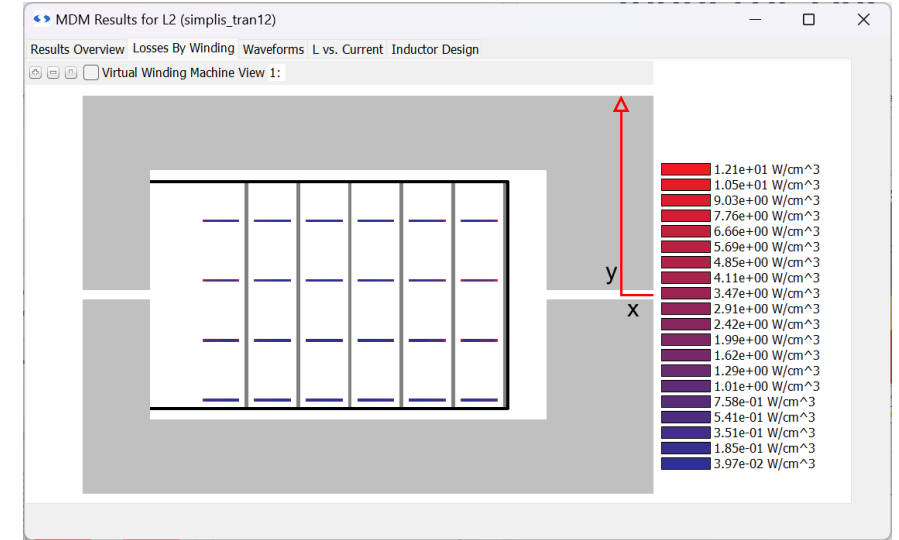 MDM Results for L2 (simplis_tran12)
Results Overview Losses By Winding Waveforms L vs. Current Inductor Design
Virtual Winding Machine View 1:
y
x
1.21e+01 W/cm^3
1.05e+01 W/cm^3
9.03e+00 W/cm^3
7.76e+00 W/cm^3
6.66e+00 W/cm^3
5.69e+00 W/cm^3
4.85e+00 W/cm^3
4.11e+00 W/cm^3
3.47e+00 W/cm^3
2.91e+00 W/cm^3
2.42e+00 W/cm^3
1.99e+00 W/cm^3
1.62e+00 W/cm^3
1.29e+00 W/cm^3
1.01e+00 W/cm^3
7.58e-01 W/cm^3
5.41e-01 W/cm^3
3.51e-01 W/cm^3
1.85e-01 W/cm^3
3.97e-02 W/cm^3